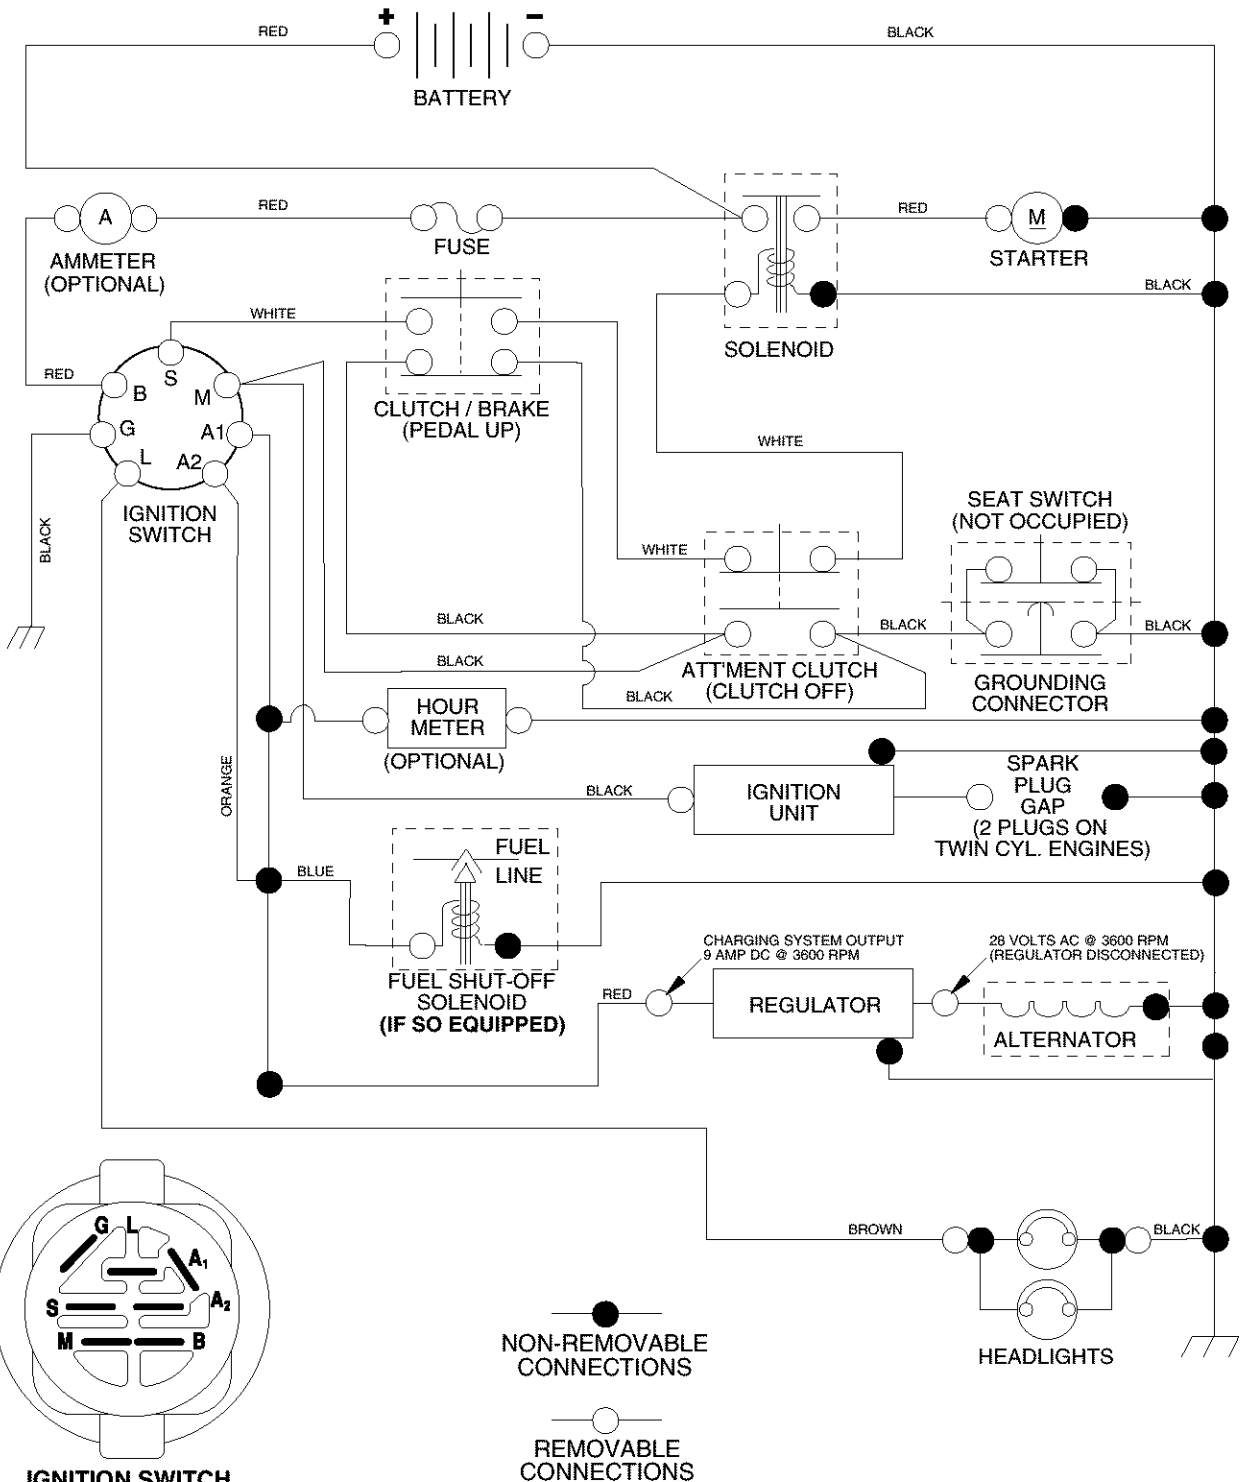 + −
RED
BLACK
BATTERY
A
RED
RED
M
AMMETER
(OPTIONAL)
FUSE
STARTER
BLACK
WHITE
SOLENOID
RED
S
B
M
CLUTCH / BRAKE
(PEDAL UP)
G
A1
WHITE
L
A2
IGNITION
SWITCH
SEAT SWITCH
(NOT OCCUPIED)
BLACK
WHITE
BLACK
BLACK
BLACK
BLACK
ATT'MENT CLUTCH
(CLUTCH OFF)
GROUNDING
CONNECTOR
BLACK
HOUR
METER
(OPTIONAL)
ORANGE
BLACK
IGNITION
UNIT
SPARK
PLUG
GAP
(2 PLUGS ON
TWIN CYL. ENGINES)
BLUE
FUEL
LINE
CHARGING SYSTEM OUTPUT
9 AMP DC @ 3600 RPM
28 VOLTS AC @ 3600 RPM
(REGULATOR DISCONNECTED)
FUEL SHUT-OFF
SOLENOID
(IF SO EQUIPPED)
RED
REGULATOR
ALTERNATOR
G L
A1
S
A2
M
B
BROWN
BLACK
HEADLIGHTS
NON-REMOVABLE
CONNECTIONS
REMOVABLE
CONNECTIONS
IGNITION SWITCH